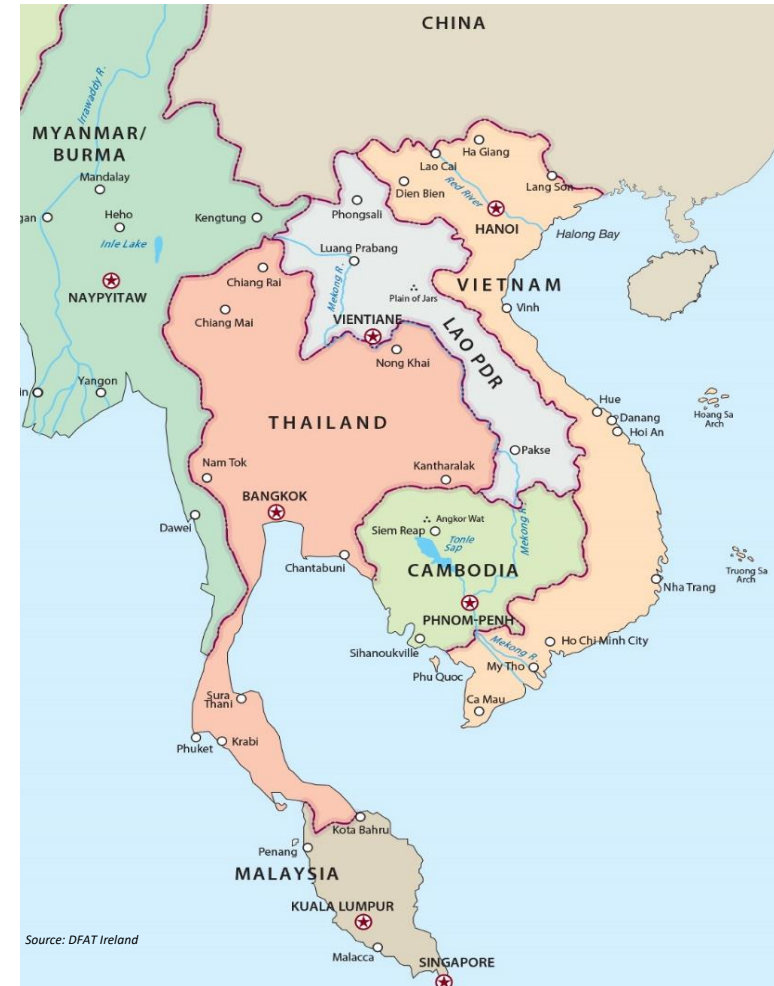 CHINA
Irrawaddy R.
MYANMAR/
BURMA
Mandalay
gan
Heho
Inle Lake
Kengtung
NAYPYITAW
Yangon
in
Dawei
Lao Cai
Ha Giang
Dien Bien
Red River
Lang Son
HANOI
Halong Bay
Phongsali
Luang Prabang
Mekong R.
Plain of Jars
VIENTIANE
LAO PDR
VIETNAM
Vinh
Chiang Rai
Chiang Mai
Nong Khai
THAILAND
Hue
Danang
Hoi An
Hoang Sa
Arch
Pakse
Nam Tok
Kantharalak
BANGKOK
Chantabuni
Angkor Wat
Siem Reap
Tonle
Sap
Mekong R.
CAMBODIA
PHNOM-PENH
Sihanoukville
Truong Sa
Arch
Nha Trang
Ho Chi Minh City
Mekong R.
My Tho
Phu Quoc
Ca Mau
Sura
Thani
Phuket
Krabi
Kota Bahru
Penang
MALAYSIA
KUALA LUMPUR
Malacca
SINGAPORE
Source: DFAT Ireland